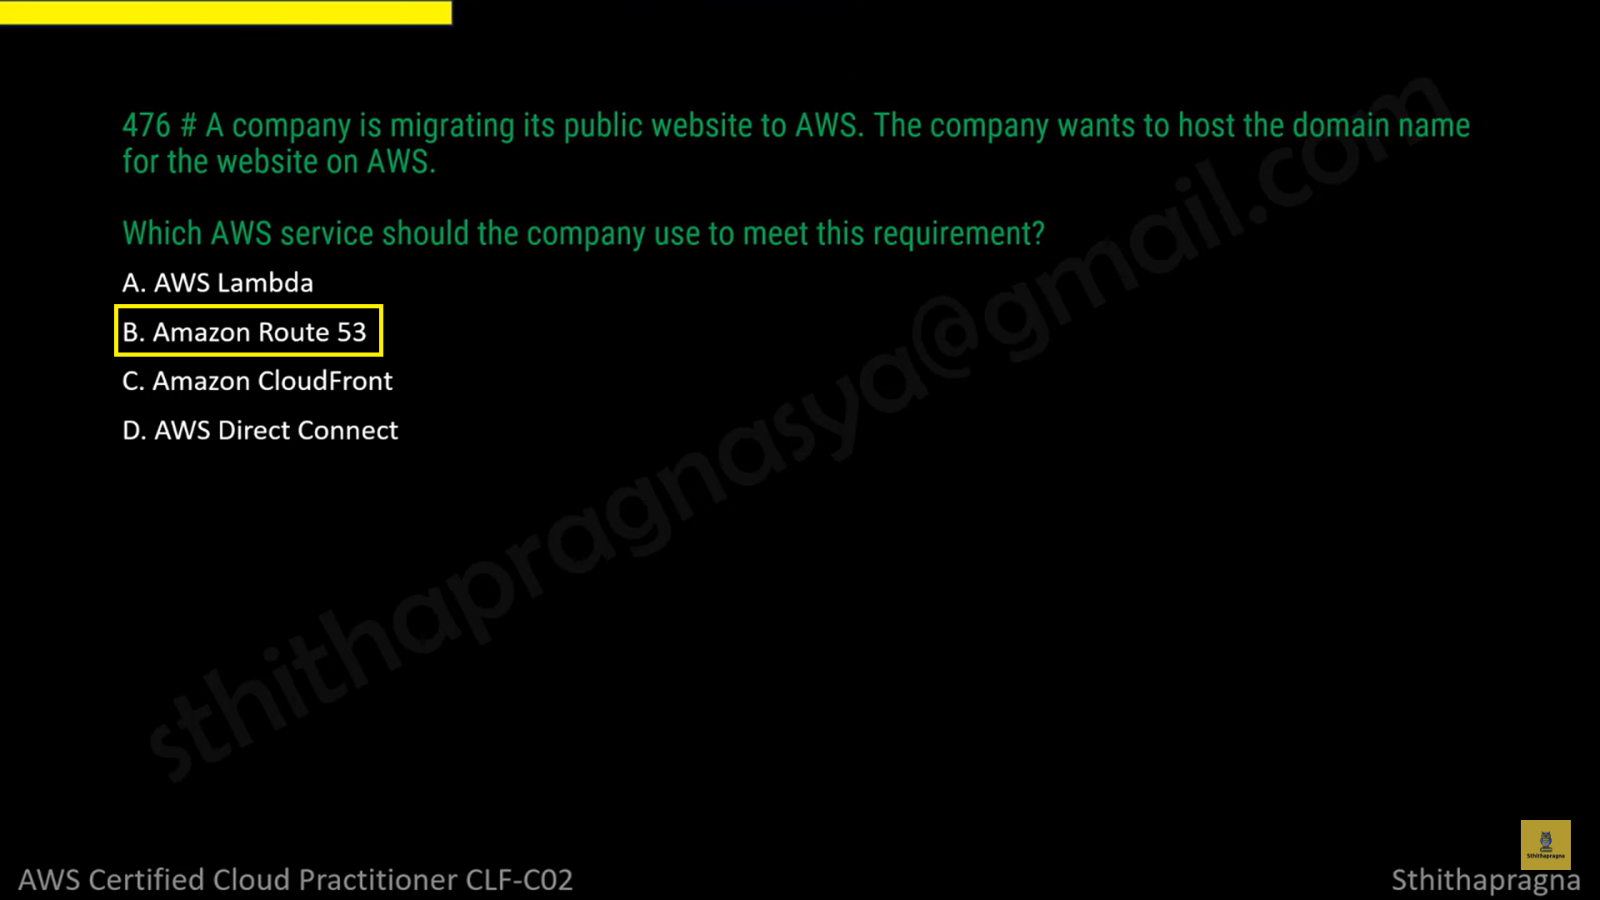 476 # A company is migrating its public website to AWS. The company wants to host the domain name
for the website on AWS.
Which AWS service should the company use to meet this requirement?
A. AWS Lambda
B. Amazon Route 53
C. Amazon CloudFront
D. AWS Direct Connect
sthithapragnasya@gmail.com
Sthithapragna
AWS Certified Cloud Practitioner CLF-C02
Sthithapragna